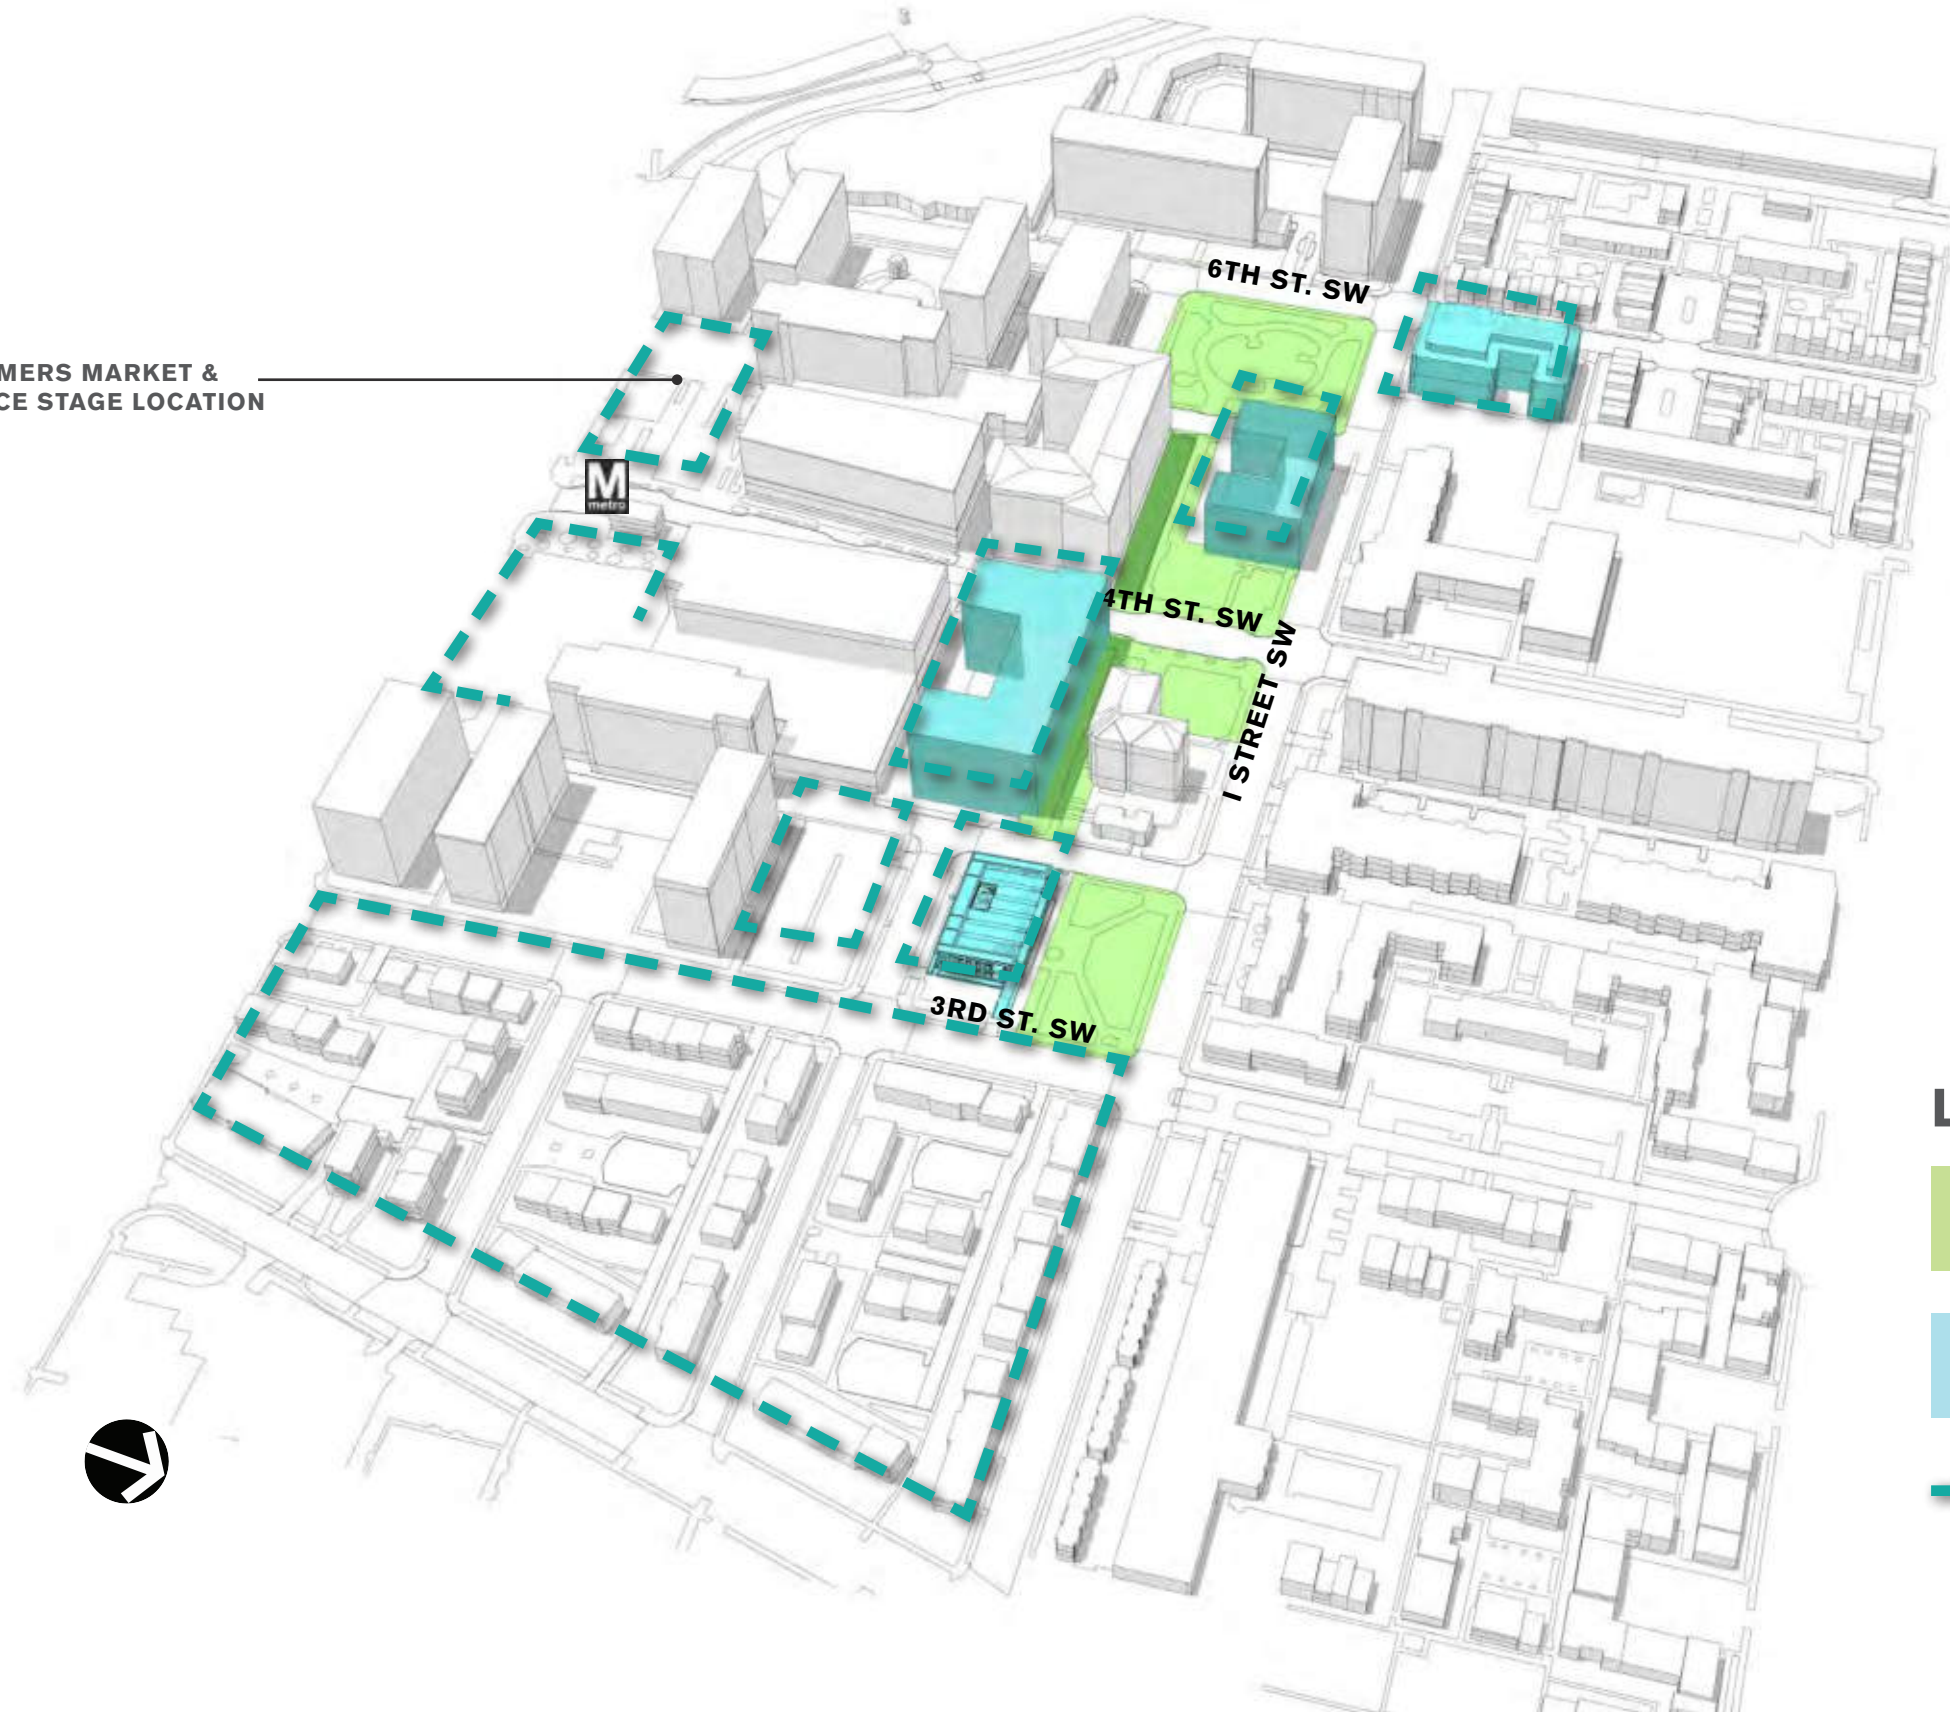 6TH ST. SW
MERS MARKET &
CE STAGE LOCATION
M
metro
4TH ST. SW
I STREET SW
3RD ST. SW
L